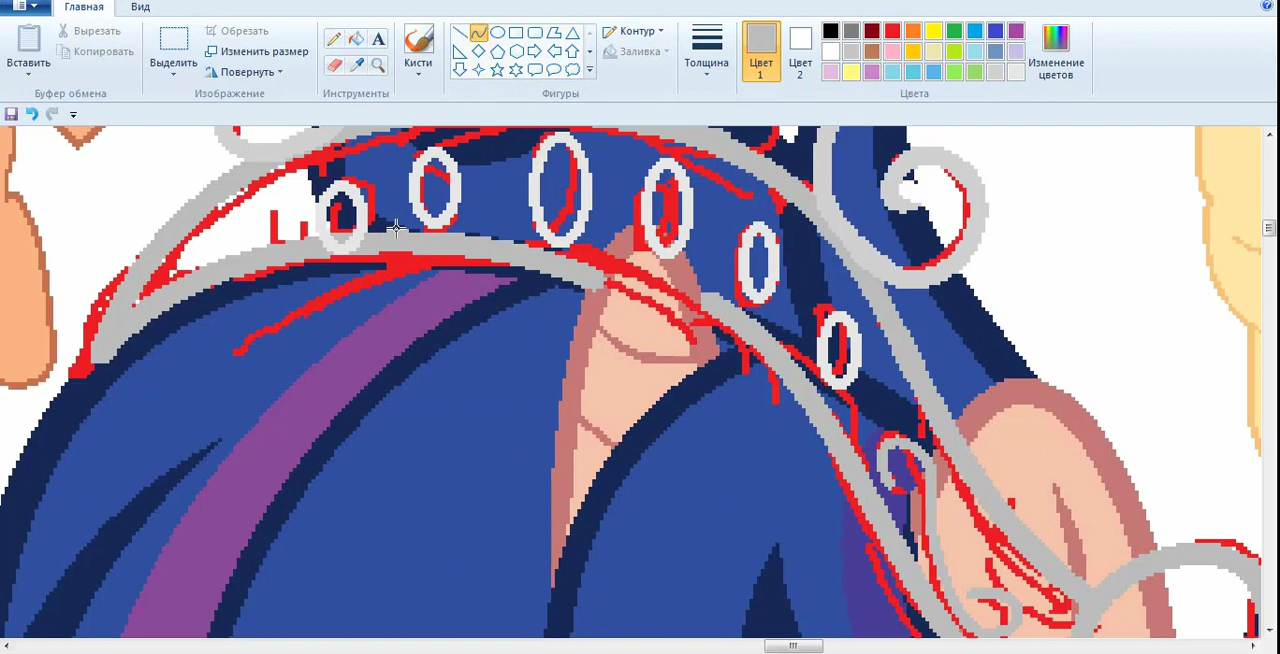 Главная Вид
Вставить
Вырезать
Копировать
Буфер обмена
Выделить
Обрезать
Изменить размер
Повернуть
Изображение
A
Инструменты
Кисти
Контур
Заливка
Фигуры
Толщина
Цвет
1
Цвет
2
Изменение
цветов
Цвета